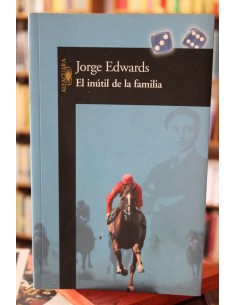 ALFAGUARA
Jorge Edwards
El inútil de la familia